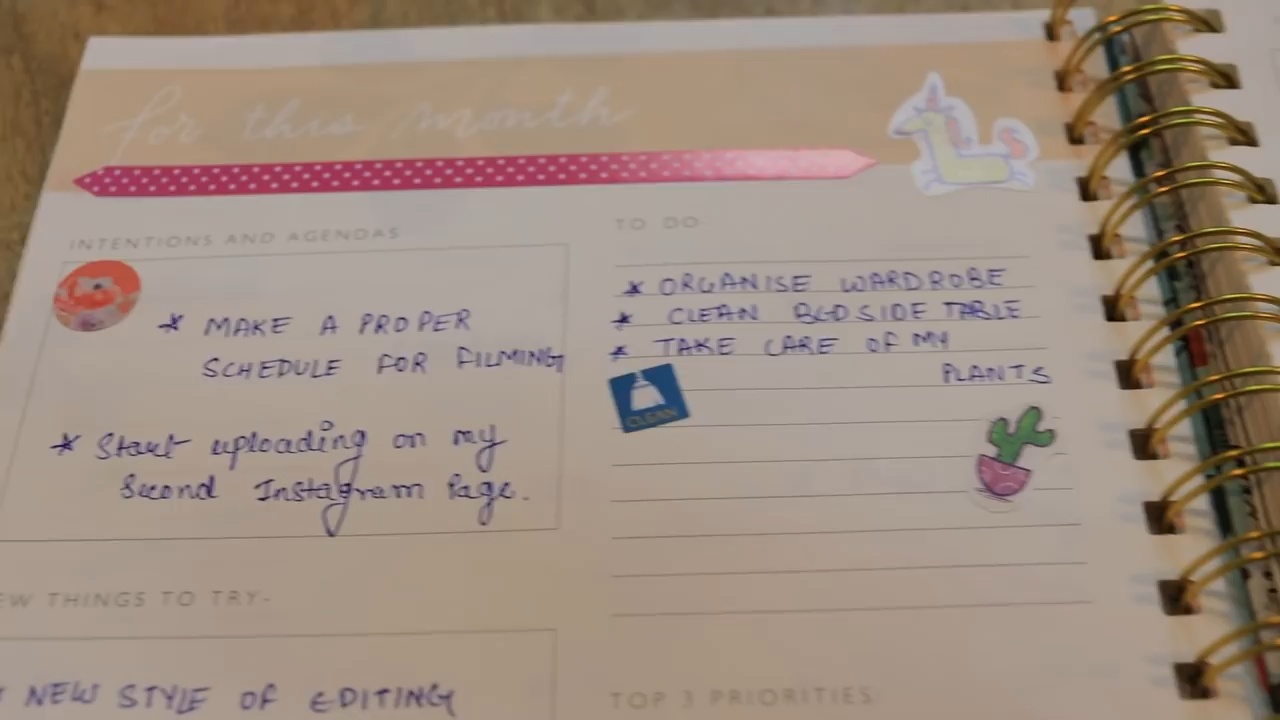 for this month
INTENTIONS AND AGENDAS
* MAKE A PROPER
SCHEDULE FOR FILMING
* Start uploading on my
Second Instagram Page.
EW THINGS TO TRY-
NEW STYLE OF EDITING
TO DO
* ORGANISE WARDROBE
* CLEAN BEDSIDE TABLE
* TAKE CARE OF MY
PLANTS
CLEAN
TOP 3 PRIORITIES